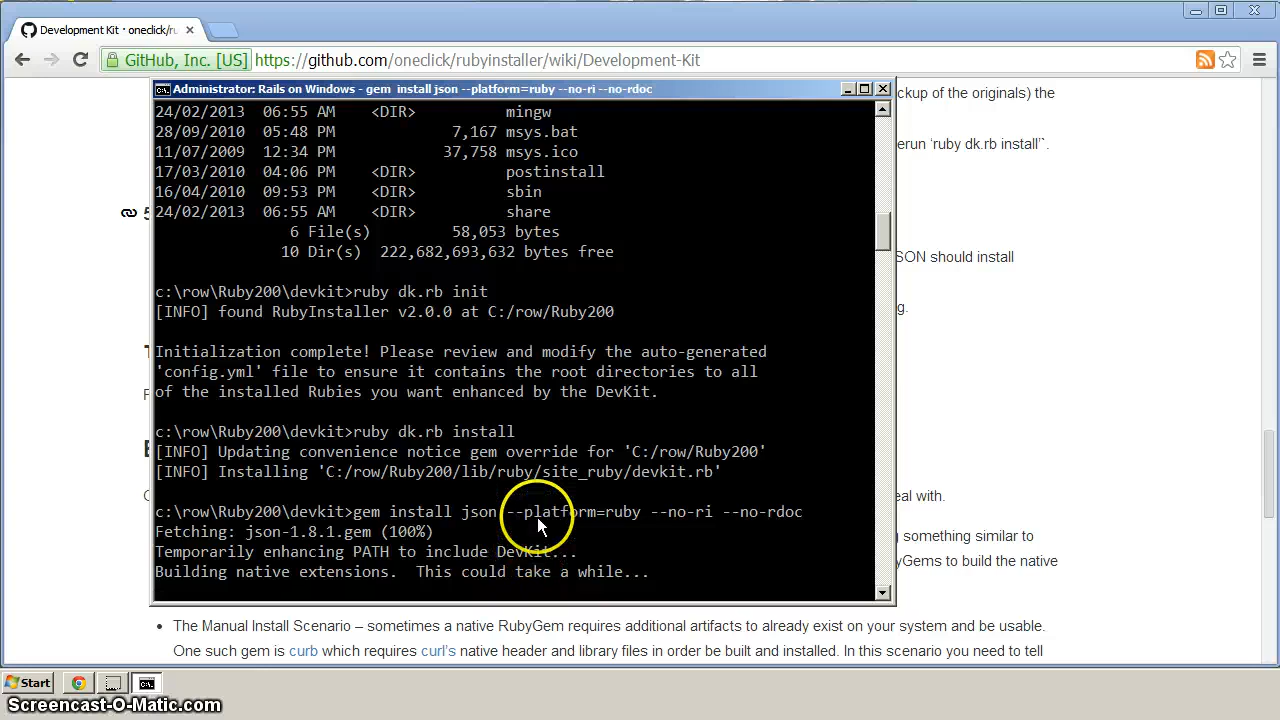 Development Kit · oneclick/ru
GitHub, Inc. [US]
https://github.com/oneclick/rubyinstaller/wiki/Development-Kit
Administrator: Rails on Windows - gem install json --platform=ruby --no-ri --no-rdoc
ckup of the originals) the
24/02/2013 06:55 AM <DIR> mingw
28/09/2010 05:48 PM 7,167 msys.bat
erun ‘ruby dk.rb install’`.
11/07/2009 12:34 PM 37,758 msys.ico
17/03/2010 04:06 PM <DIR> postinstall
16/04/2010 09:53 PM <DIR> sbin
24/02/2013 06:55 AM <DIR> share
6 File(s) 58,053 bytes
10 Dir(s) 222,682,693,632 bytes free
SON should install
c:\row\Ruby200\devkit>ruby dk.rb init
[INFO] found RubyInstaller v2.0.0 at C:/row/Ruby200
g.
Initialization complete! Please review and modify the auto-generated
'config.yml' file to ensure it contains the root directories to all
of the installed Rubies you want enhanced by the DevKit.
c:\row\Ruby200\devkit>ruby dk.rb install
[INFO] Updating convenience notice gem override for 'C:/row/Ruby200'
[INFO] Installing 'C:/row/Ruby200/lib/ruby/site_ruby/devkit.rb'
eal with.
c:\row\Ruby200\devkit>gem install json --platform=ruby --no-ri --no-rdoc
Fetching: json-1.8.1.gem (100%)
g something similar to
Temporarily enhancing PATH to include DevKit...
yGems to build the native
Building native extensions. This could take a while...
• The Manual Install Scenario – sometimes a native RubyGem requires additional artifacts to already exist on your system and be usable.
One such gem is curb which requires curl’s native header and library files in order be built and installed. In this scenario you need to tell
Start
Screencast-O-Matic.com